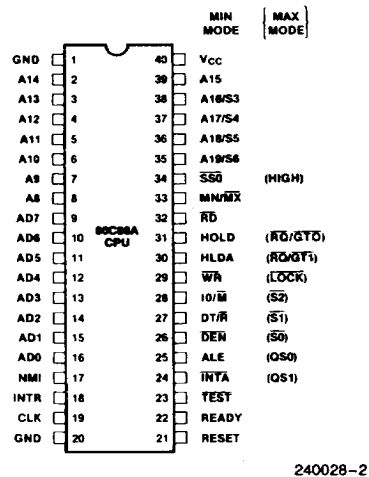 MIN MODE MAX MODE
GND 1 40 VCC
A14 2 39 A15
A13 3 38 A16/S3
A12 4 37 A17/S4
A11 5 36 A18/S5
A10 6 35 A19/S6
A9 7 34 SS0 (HIGH)
A8 8 33 MN/MX
AD7 9 32 RD
AD6 10 31 HOLD (RQ/GTO)
AD5 11 30 HLDA (RQ/GT1)
AD4 12 29 WR (LOCK)
AD3 13 28 I0/M (S2)
AD2 14 27 DT/R (S1)
AD1 15 26 DEN (S0)
AD0 16 25 ALE (QS0)
NMI 17 24 INTA (QS1)
INTR 18 23 TEST
CLK 19 22 READY
GND 20 21 RESET
80C88A
CPU
240028-2